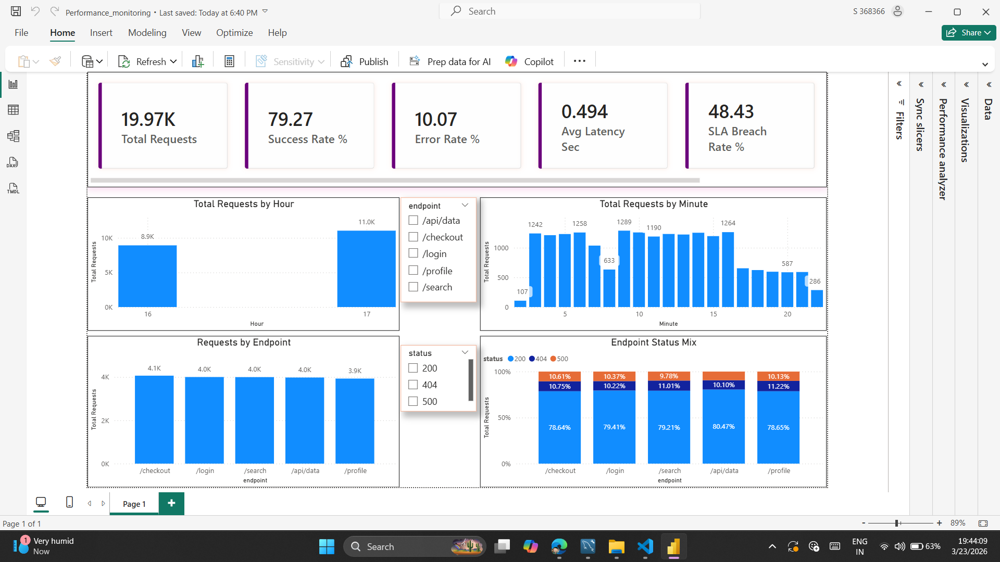 Performance_monitoring • Last saved: Today at 6:40 PM
Search
S 368366
File
Home
Insert
Modeling
View
Optimize
Help
Share
Refresh
Sensitivity
Publish
Prep data for AI
Copilot
DAX
TMDL
19.97K
Total Requests
79.27
Success Rate %
10.07
Error Rate %
0.494
Avg Latency
Sec
48.43
SLA Breach
Rate %
Filters
Sync slicers
Performance analyzer
Visualizations
Data
Total Requests by Hour
Total Requests
10K
5K
0K
8.9K
11.0K
16
17
Hour
endpoint
/api/data
/checkout
/login
/profile
/search
Total Requests by Minute
Total Requests
1000
500
0
107
1242
1258
633
1289
1190
1264
587
286
5
10
15
20
Minute
Requests by Endpoint
Total Requests
4K
2K
0K
4.1K
4.0K
4.0K
4.0K
3.9K
/checkout
/login
/search
/api/data
/profile
endpoint
status
200
404
500
Endpoint Status Mix
status 200 404 500
Total Requests
100%
50%
0%
10.61%
10.37%
9.78%
10.13%
10.75%
10.22%
11.01%
10.10%
11.22%
78.64%
79.41%
79.21%
80.47%
78.65%
/checkout
/login
/search
/api/data
/profile
endpoint
Page 1
Page 1 of 1
- + 89%
1
Very humid
Now
Search
ENG
IN
63%
19:44:09
3/23/2026